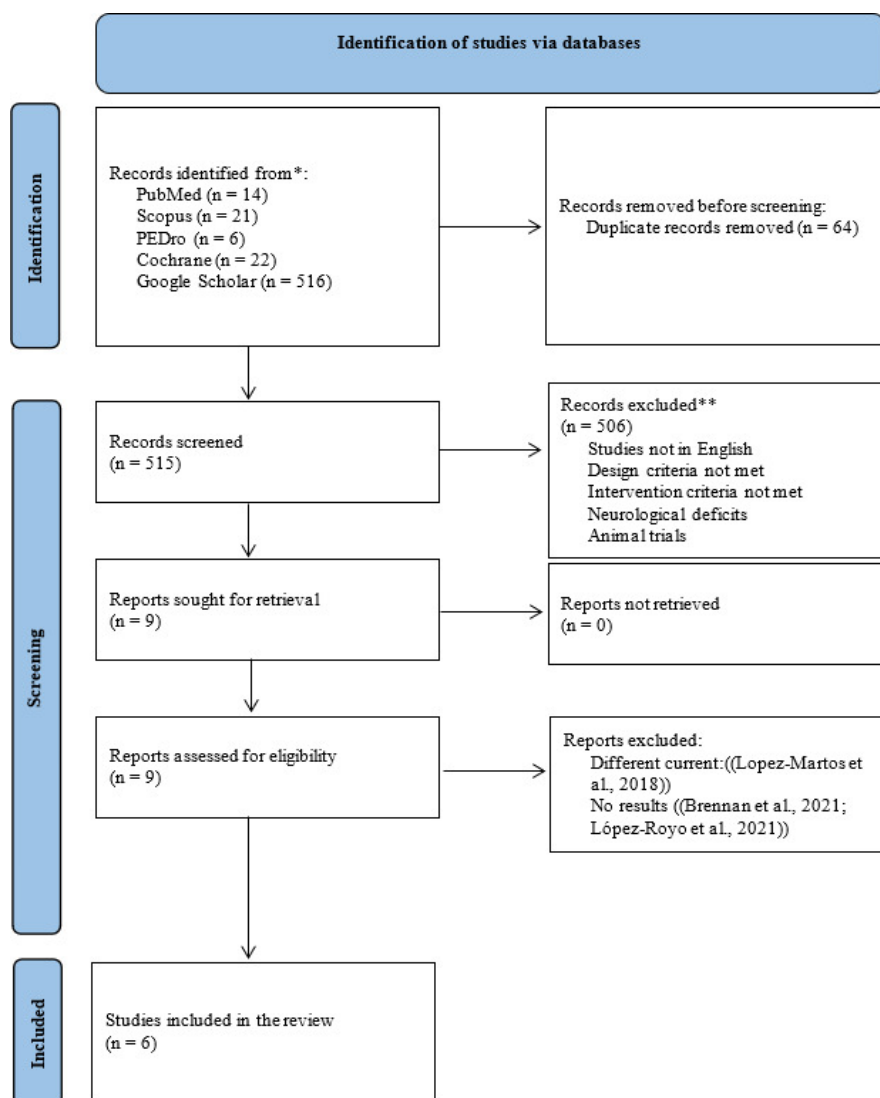 Identification of studies via databases
Identification
Records identified from*:
PubMed (n = 14)
Scopus (n = 21)
PEDro (n = 6)
Cochrane (n = 22)
Google Scholar (n = 516)
Records removed before screening:
Duplicate records removed (n = 64)
Screening
Records screened
(n = 515)
Records excluded**
(n = 506)
Studies not in English
Design criteria not met
Intervention criteria not met
Neurological deficits
Animal trials
Reports sought for retrieval
(n = 9)
Reports not retrieved
(n = 0)
Reports assessed for eligibility
(n = 9)
Reports excluded:
Different current:((Lopez-Martos et
al., 2018))
No results ((Brennan et al., 2021;
López-Royo et al., 2021))
Included
Studies included in the review
(n = 6)